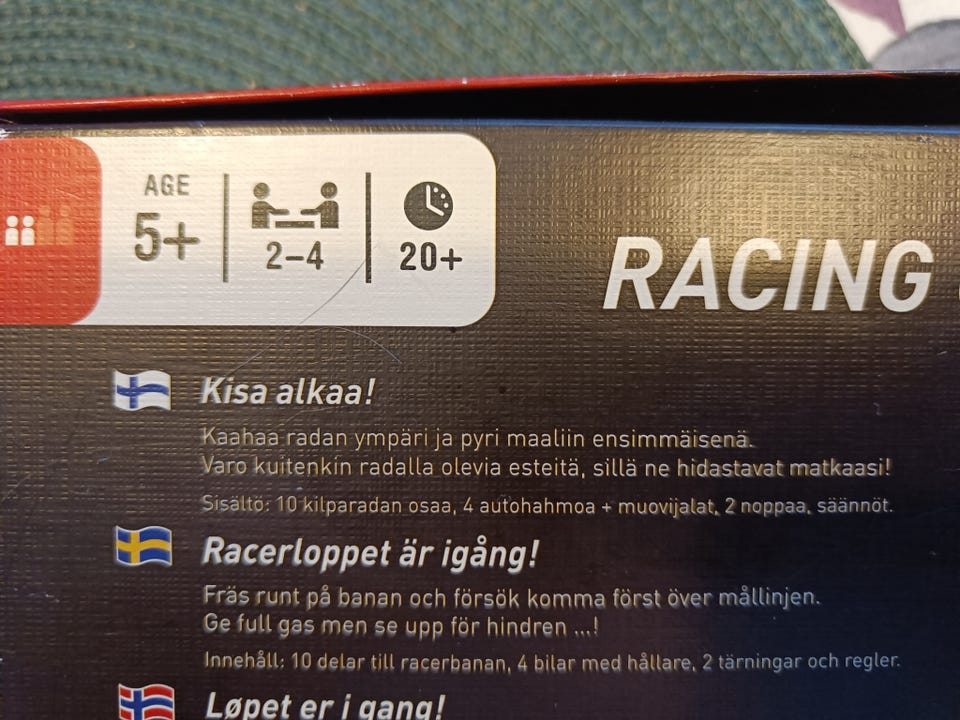 AGE
5+
2–4
20+
RACING
Kisa alkaa!
Kaahaa radan ympäri ja pyri maaliin ensimmäisenä.
Varo kuitenkin radalla olevia esteitä, sillä ne hidastavat matkaasi!
Sisältö: 10 kilparadan osaa, 4 autohahmoa + muovijalat, 2 noppaa, säännöt.
Racerloppet är igång!
Fräs runt på banan och försök komma först över mållinjen.
Ge full gas men se upp för hindren ...!
Innehåll: 10 delar till racerbanan, 4 bilar med hållare, 2 tärningar och regler.
Løpet er i gang!